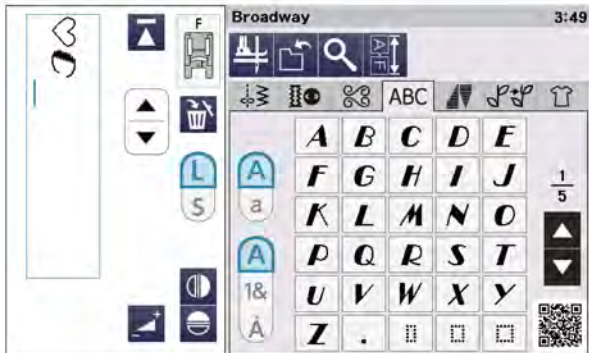 F
Broadway 3:49
A-E
ABC
A B C D E
L A F G H I J 1
S a 5
K L M N O
A P Q R S T
1& U V W X Y
À Z .
C